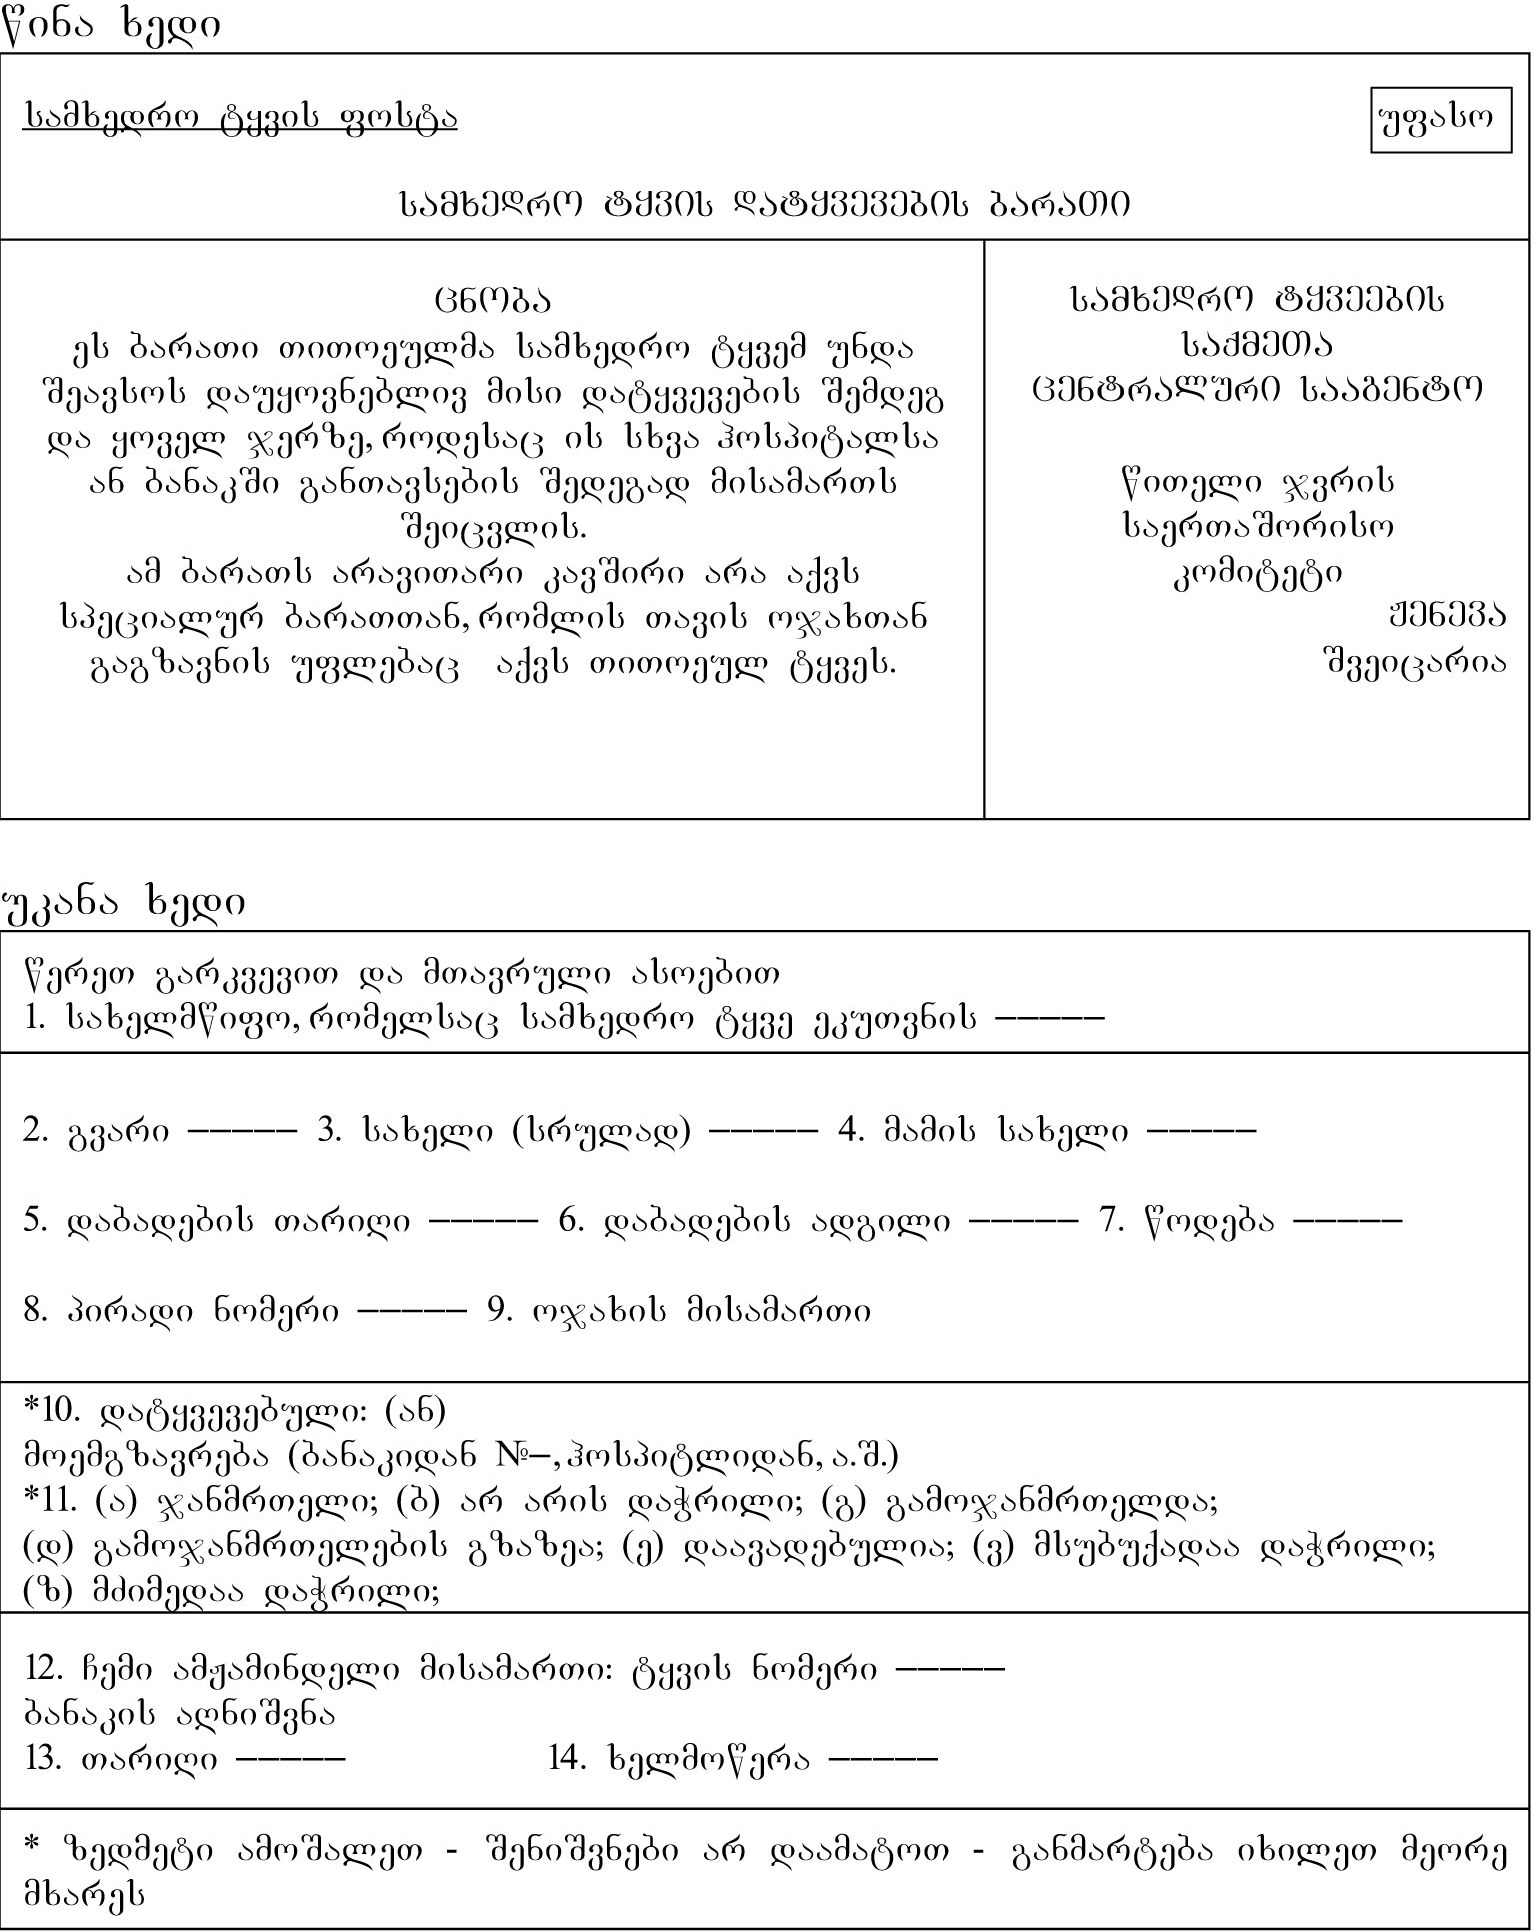 წინა ხედი
სამხედრო ტყვის ფოსტა
უფასო
სამხედრო ტყვის დატყვევების ბარათი
ცნობა
ეს ბარათი თითოეულმა სამხედრო ტყვემ უნდა
შეავსოს დაუყოვნებლივ მისი დატყვევების შემდეგ
და ყოველ ჯერზე, როდესაც ის სხვა ჰოსპიტალსა
ან ბანაკში განთავსების შედეგად მისამართს
შეიცვლის.
ამ ბარათს არავითარი კავშირი არა აქვს
სპეციალურ ბარათთან, რომლის თავის ოჯახთან
გაგზავნის უფლებაც აქვს თითოეულ ტყვეს.
სამხედრო ტყვეების
საქმეთა
ცენტრალური სააგენტო
წითელი ჯვრის
საერთაშორისო
კომიტეტი
ჟენევა
შვეიცარია
უკანა ხედი
წერეთ გარკვევით და მთავრული ასოებით
1. სახელმწიფო, რომელსაც სამხედრო ტყვე ეკუთვნის –––––
2. გვარი ––––– 3. სახელი (სრულად) ––––– 4. მამის სახელი –––––
5. დაბადების თარიღი ––––– 6. დაბადების ადგილი ––––– 7. წოდება –––––
8. პირადი ნომერი ––––– 9. ოჯახის მისამართი
*10. დატყვევებული: (ან)
მოემგზავრება (ბანაკიდან №–, ჰოსპიტლიდან, ა.შ.)
*11. (ა) ჯანმრთელი; (ბ) არ არის დაჭრილი; (გ) გამოჯანმრთელდა;
(დ) გამოჯანმრთელების გზაზეა; (ე) დაავადებულია; (ვ) მსუბუქადაა დაჭრილი;
(ზ) მძიმედაა დაჭრილი;
12. ჩემი ამჟამინდელი მისამართი: ტყვის ნომერი –––––
ბანაკის აღნიშვნა
13. თარიღი ––––– 14. ხელმოწერა –––––
* ზედმეტი ამოშალეთ - შენიშვნები არ დაამატოთ - განმარტება იხილეთ მეორე
მხარეს